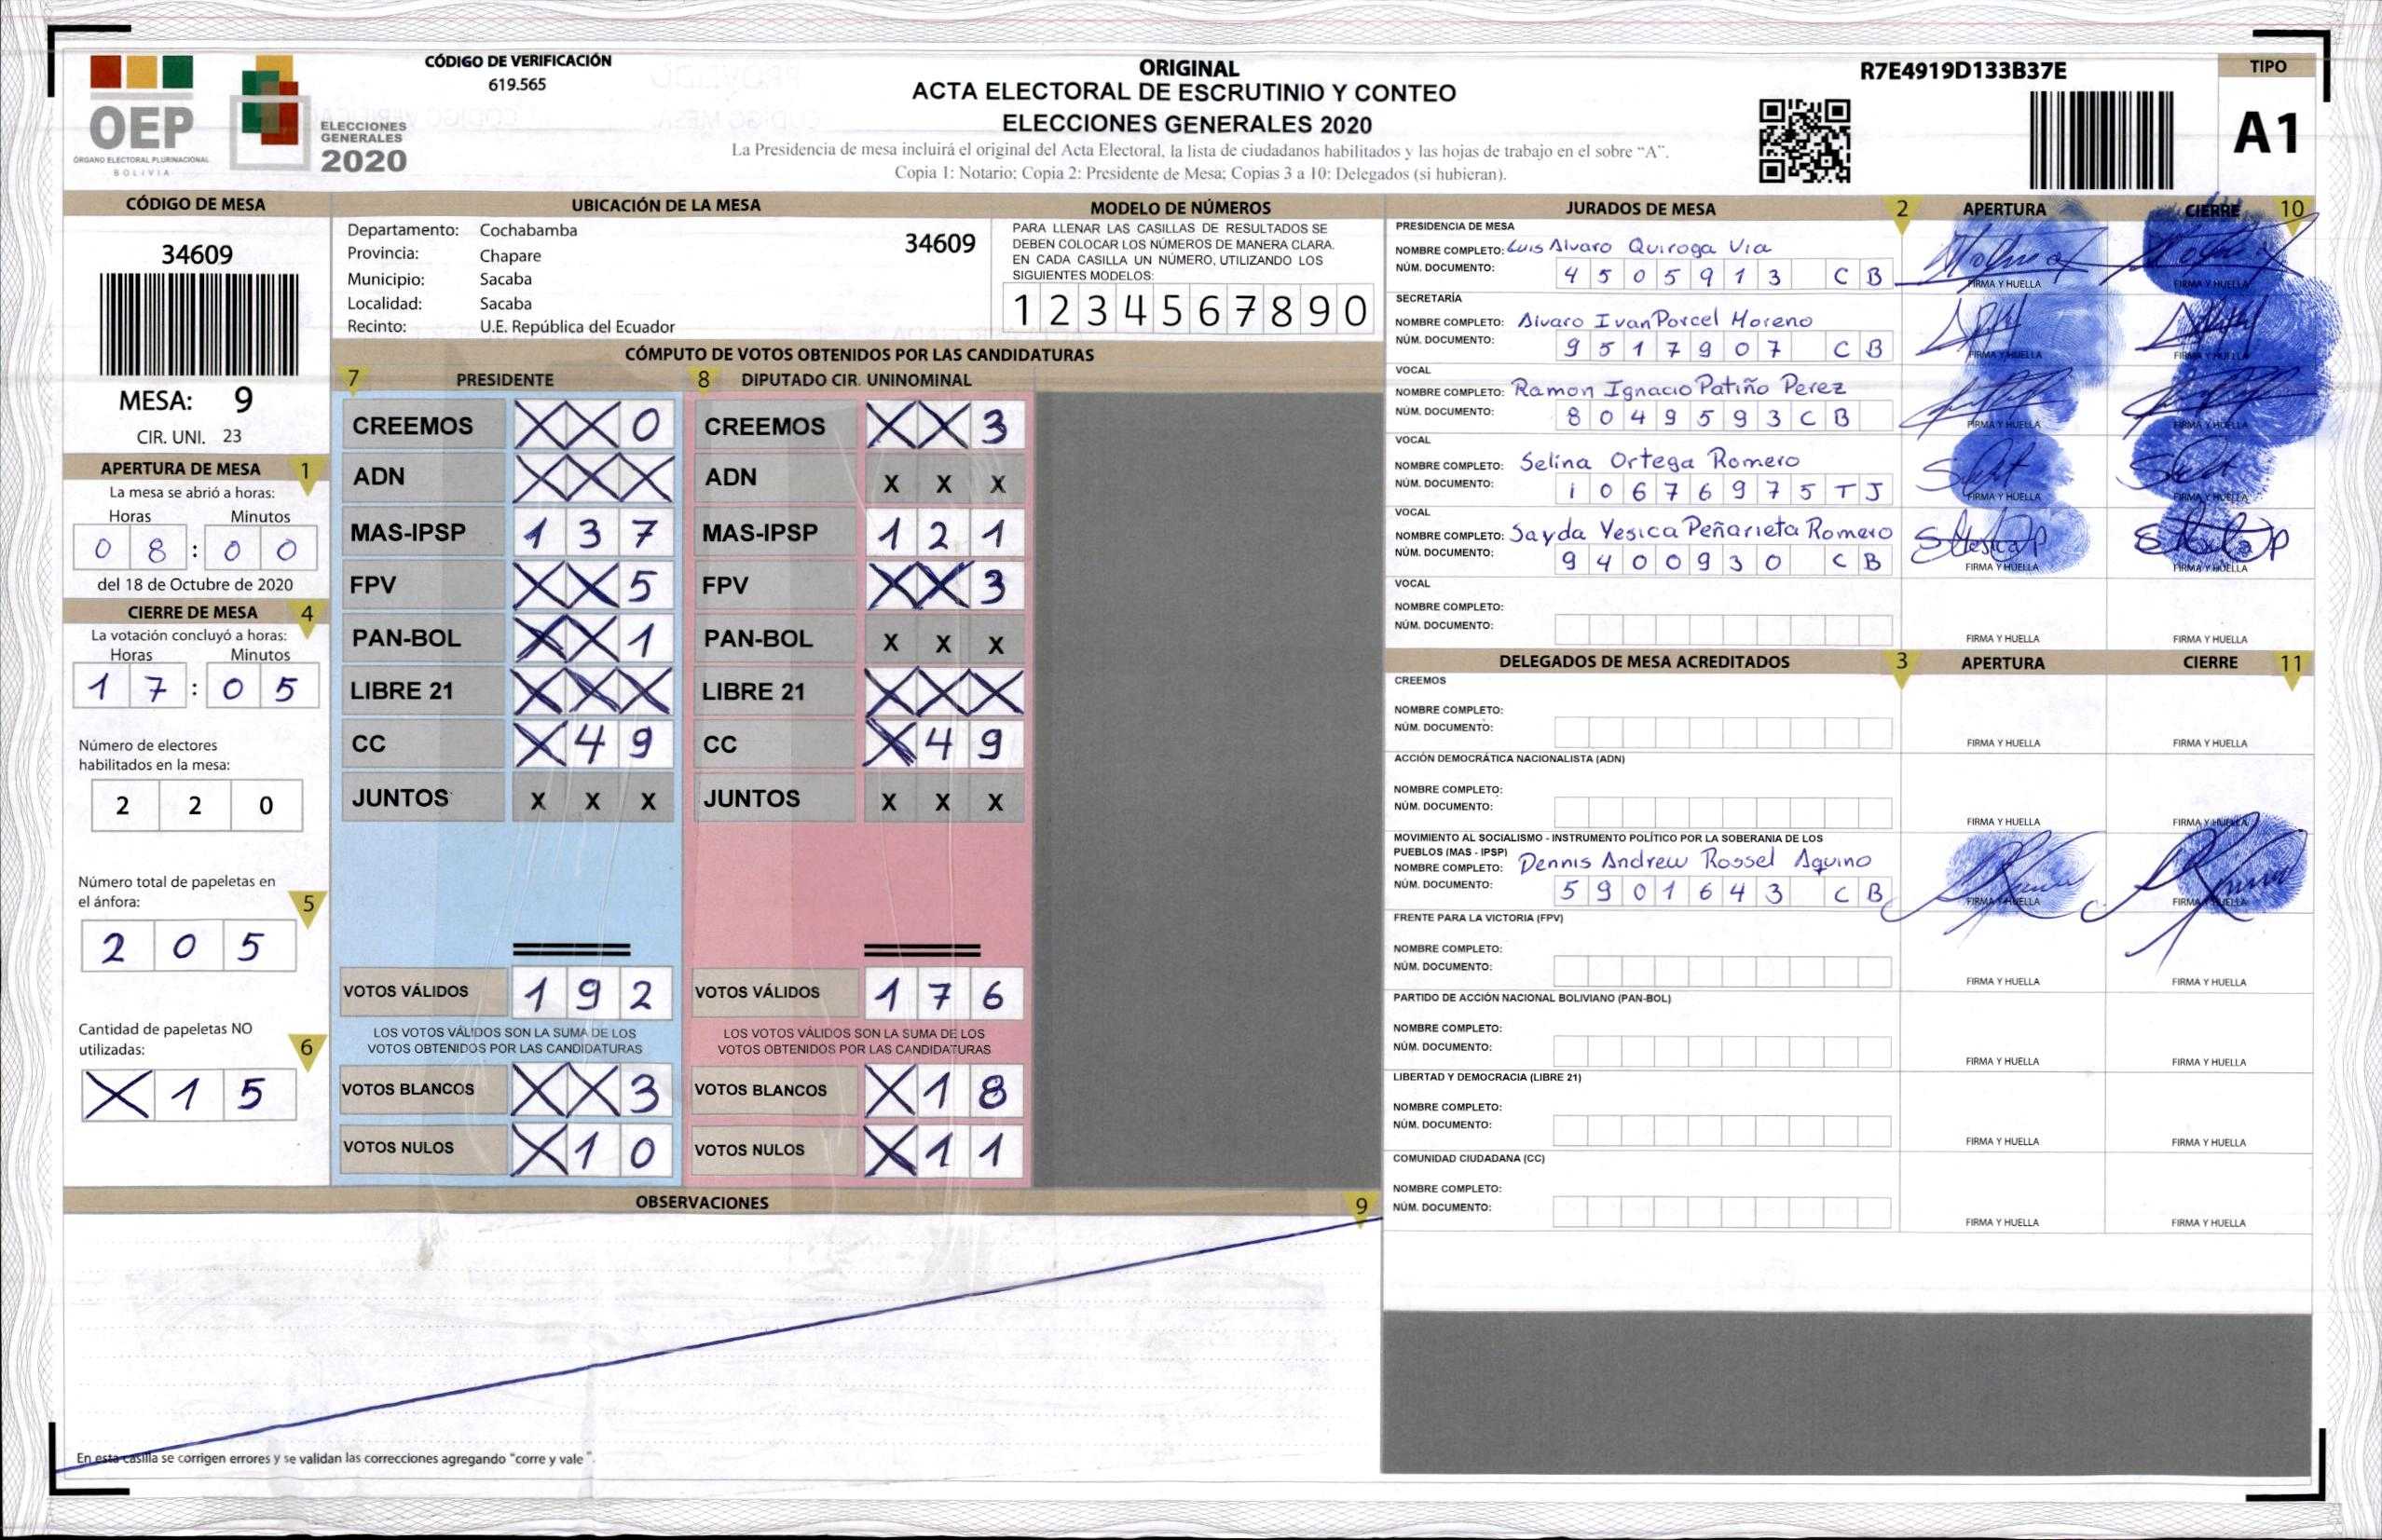 OEP
ÓRGANO ELECTORAL PLURINACIONAL
BOLIVIA
ELECCIONES
GENERALES
2020
CÓDIGO DE VERIFICACIÓN
619.565
ORIGINAL
ACTA ELECTORAL DE ESCRUTINIO Y CONTEO
ELECCIONES GENERALES 2020
La Presidencia de mesa incluirá el original del Acta Electoral, la lista de ciudadanos habilitados y las hojas de trabajo en el sobre “A”.
Copia 1: Notario; Copia 2: Presidente de Mesa; Copias 3 a 10: Delegados (si hubieran).
R7E4919D133B37E
TIPO
A1
CÓDIGO DE MESA
34609
MESA: 9
CIR. UNI. 23
APERTURA DE MESA 1
La mesa se abrió a horas:
Horas Minutos
0 8 : 0 0
del 18 de Octubre de 2020
CIERRE DE MESA 4
La votación concluyó a horas:
Horas Minutos
1 7 : 0 5
Número de electores
habilitados en la mesa:
2 2 0
Número total de papeletas en
el ánfora: 5
2 0 5
Cantidad de papeletas NO
utilizadas: 6
X 1 5
UBICACIÓN DE LA MESA
Departamento: Cochabamba
34609
Provincia: Chapare
Municipio: Sacaba
Localidad: Sacaba
Recinto: U.E. República del Ecuador
MODELO DE NÚMEROS
PARA LLENAR LAS CASILLAS DE RESULTADOS SE
DEBEN COLOCAR LOS NÚMEROS DE MANERA CLARA.
EN CADA CASILLA UN NÚMERO, UTILIZANDO LOS
SIGUIENTES MODELOS:
1 2 3 4 5 6 7 8 9 0
CÓMPUTO DE VOTOS OBTENIDOS POR LAS CANDIDATURAS
7 PRESIDENTE
CREEMOS X X 0
ADN X X X
MAS-IPSP 1 3 7
FPV X X 5
PAN-BOL X X 1
LIBRE 21 X X X
CC X 4 9
JUNTOS X X X
VOTOS VÁLIDOS 1 9 2
LOS VOTOS VÁLIDOS SON LA SUMA DE LOS
VOTOS OBTENIDOS POR LAS CANDIDATURAS
VOTOS BLANCOS X X 3
VOTOS NULOS X 1 0
8 DIPUTADO CIR. UNINOMINAL
CREEMOS X X 3
ADN X X X
MAS-IPSP 1 2 1
FPV X X 3
PAN-BOL X X X
LIBRE 21 X X X
CC X 4 9
JUNTOS X X X
VOTOS VÁLIDOS 1 7 6
LOS VOTOS VÁLIDOS SON LA SUMA DE LOS
VOTOS OBTENIDOS POR LAS CANDIDATURAS
VOTOS BLANCOS X 1 8
VOTOS NULOS X 1 1
OBSERVACIONES 9
En esta casilla se corrigen errores y se validan las correcciones agregando "corre y vale".
JURADOS DE MESA 2 APERTURA CIERRE 10
PRESIDENCIA DE MESA
NOMBRE COMPLETO: Luis Alvaro Quiroga Via
NÚM. DOCUMENTO: 4 5 0 5 9 1 3 C B
FIRMA Y HUELLA FIRMA Y HUELLA
SECRETARÍA
NOMBRE COMPLETO: Alvaro Ivan Porcel Moreno
NÚM. DOCUMENTO: 9 5 1 7 9 0 7 C B
FIRMA Y HUELLA FIRMA Y HUELLA
VOCAL
NOMBRE COMPLETO: Ramon Ignacio Patiño Perez
NÚM. DOCUMENTO: 8 0 4 9 5 9 3 C B
FIRMA Y HUELLA FIRMA Y HUELLA
VOCAL
NOMBRE COMPLETO: Selina Ortega Romero
NÚM. DOCUMENTO: 1 0 6 7 6 9 7 5 T J
FIRMA Y HUELLA FIRMA Y HUELLA
VOCAL
NOMBRE COMPLETO: Sayda Yesica Peñarieta Romero
NÚM. DOCUMENTO: 9 4 0 0 9 3 0 C B
FIRMA Y HUELLA FIRMA Y HUELLA
VOCAL
NOMBRE COMPLETO:
NÚM. DOCUMENTO:
FIRMA Y HUELLA FIRMA Y HUELLA
DELEGADOS DE MESA ACREDITADOS 3 APERTURA CIERRE 11
CREEMOS
NOMBRE COMPLETO:
NÚM. DOCUMENTO:
FIRMA Y HUELLA FIRMA Y HUELLA
ACCIÓN DEMOCRÁTICA NACIONALISTA (ADN)
NOMBRE COMPLETO:
NÚM. DOCUMENTO:
FIRMA Y HUELLA FIRMA Y HUELLA
MOVIMIENTO AL SOCIALISMO - INSTRUMENTO POLÍTICO POR LA SOBERANIA DE LOS
PUEBLOS (MAS - IPSP)
NOMBRE COMPLETO: Dennis Andrew Rossel Aquino
NÚM. DOCUMENTO: 5 9 0 1 6 4 3 C B
FIRMA Y HUELLA FIRMA Y HUELLA
FRENTE PARA LA VICTORIA (FPV)
NOMBRE COMPLETO:
NÚM. DOCUMENTO:
FIRMA Y HUELLA FIRMA Y HUELLA
PARTIDO DE ACCIÓN NACIONAL BOLIVIANO (PAN-BOL)
NOMBRE COMPLETO:
NÚM. DOCUMENTO:
FIRMA Y HUELLA FIRMA Y HUELLA
LIBERTAD Y DEMOCRACIA (LIBRE 21)
NOMBRE COMPLETO:
NÚM. DOCUMENTO:
FIRMA Y HUELLA FIRMA Y HUELLA
COMUNIDAD CIUDADANA (CC)
NOMBRE COMPLETO:
NÚM. DOCUMENTO:
FIRMA Y HUELLA FIRMA Y HUELLA